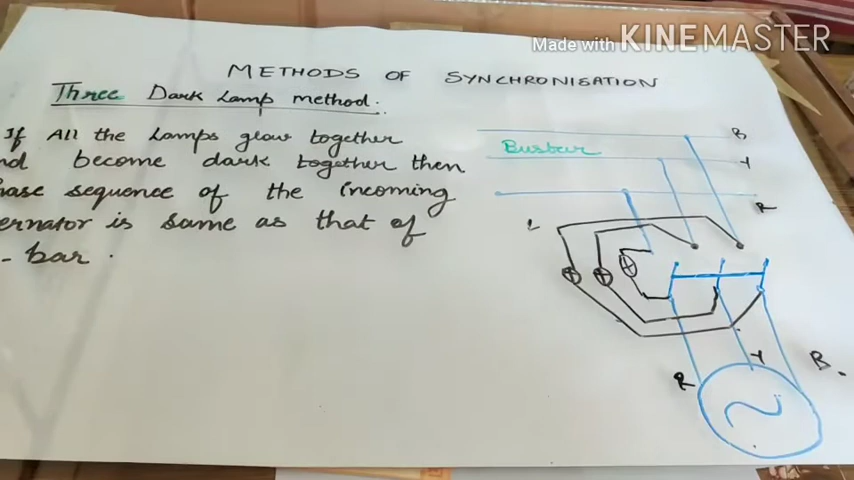 Made with KINEMASTER
METHODS OF SYNCHRONISATION
Three Dark Lamp method.
If All the Lamps glow together
nd become dark together then
hase sequence of the incoming
ernator is same as that of
- bar.
Busbar
B
Y
R
L
R
Y
B.